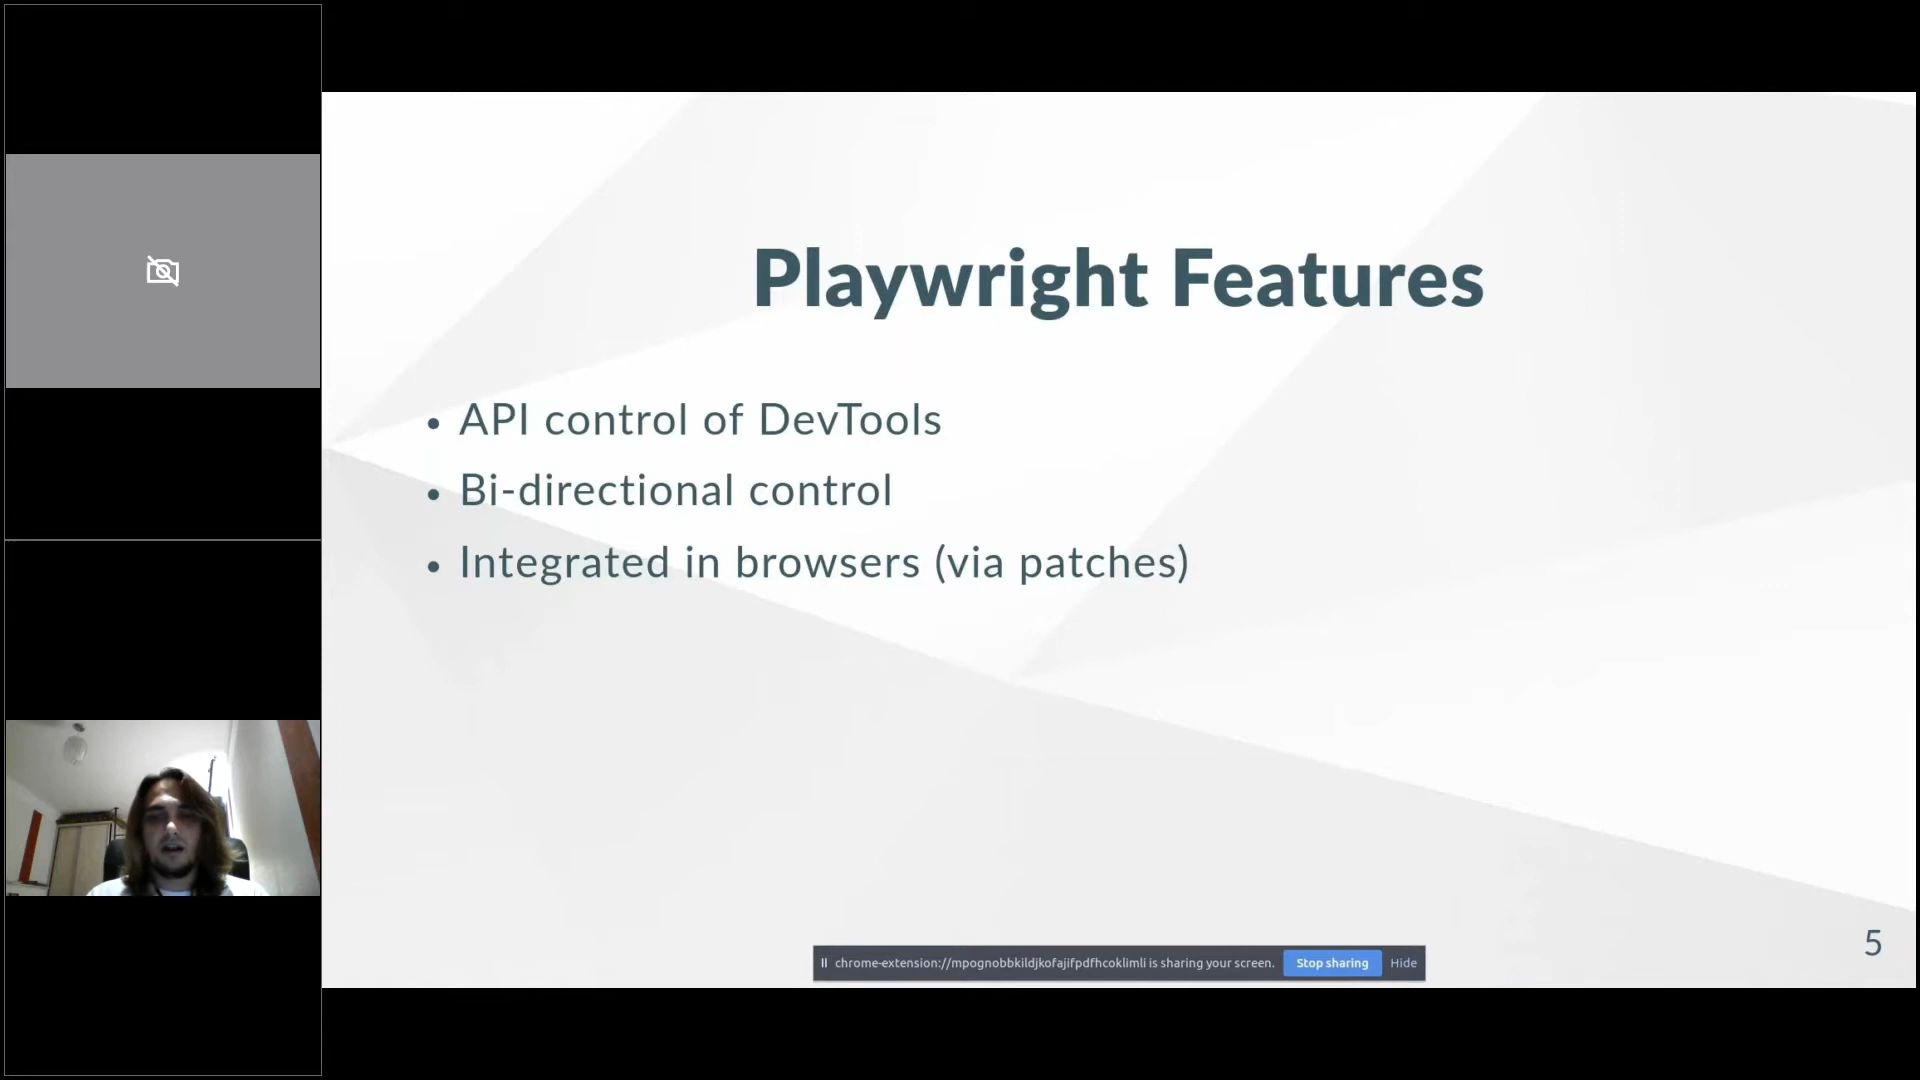 Playwright Features
• API control of DevTools
• Bi-directional control
• Integrated in browsers (via patches)
5
chrome-extension://mpognobbkildjkofajifpdfhcoklimli is sharing your screen. Stop sharing Hide